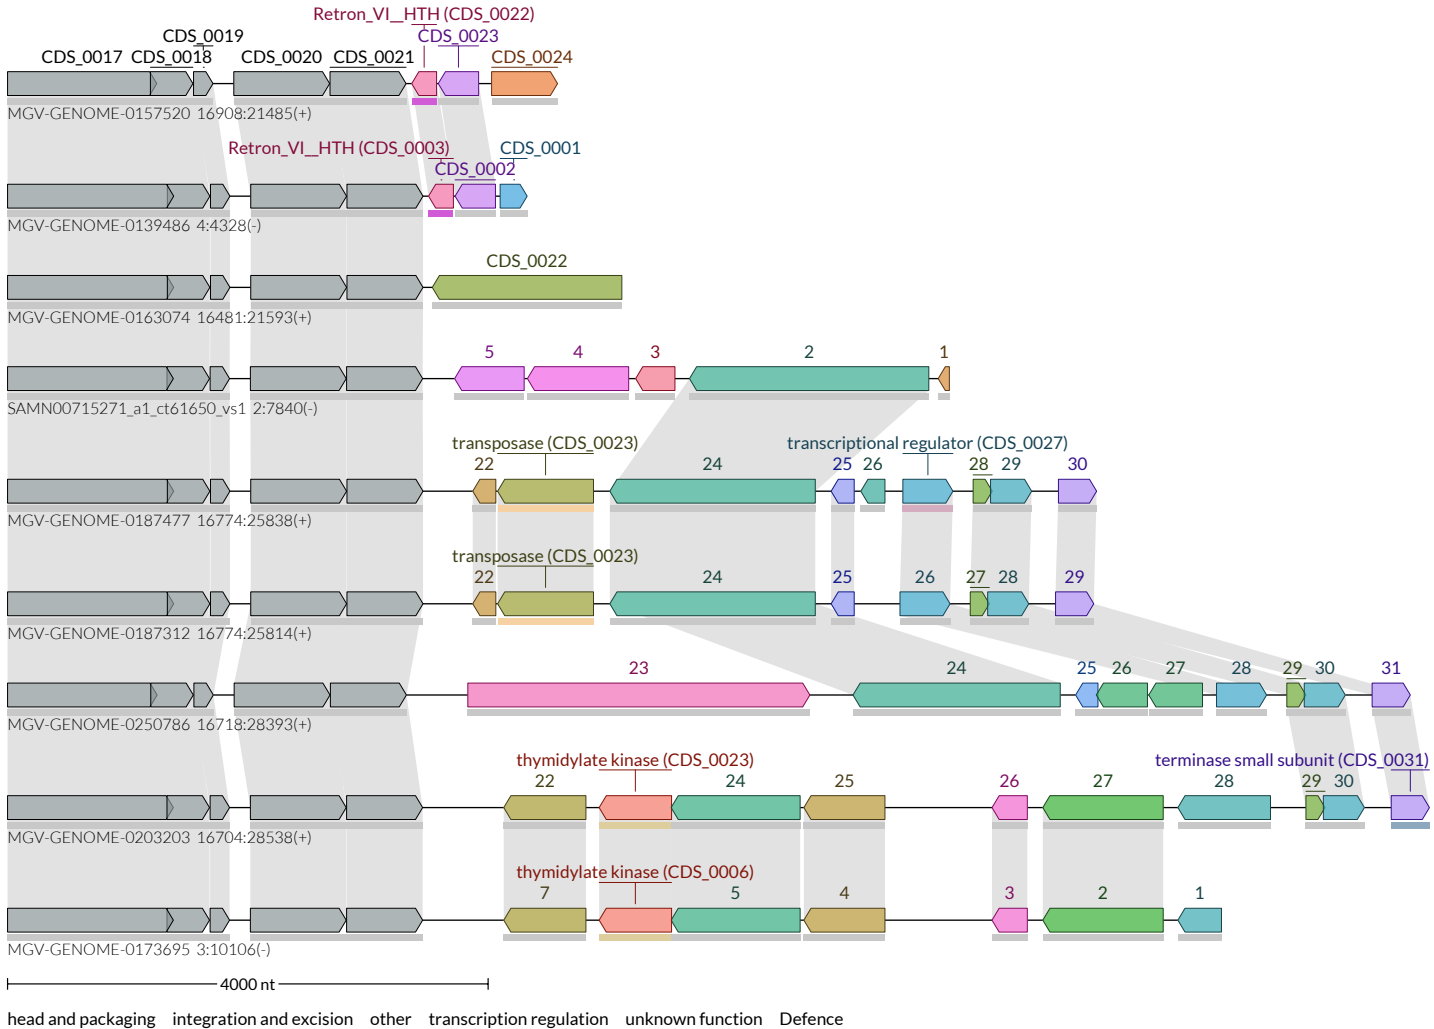 Retron_VI__HTH (CDS_0022)
CDS_0019 CDS_0023
CDS_0017 CDS_0018 CDS_0020 CDS_0021 CDS_0024
MGV-GENOME-0157520 16908:21485(+)
Retron_VI__HTH (CDS_0003) CDS_0001
CDS_0002
MGV-GENOME-0139486 4:4328(-)
CDS_0022
MGV-GENOME-0163074 16481:21593(+)
5 4 3 2 1
SAMN00715271_a1_ct61650_vs1 2:7840(-)
transposase (CDS_0023) transcriptional regulator (CDS_0027)
22 24 25 26 28 29 30
MGV-GENOME-0187477 16774:25838(+)
transposase (CDS_0023)
22 24 25 26 27 28 29
MGV-GENOME-0187312 16774:25814(+)
23 24 25 26 27 28 29 30 31
MGV-GENOME-0250786 16718:28393(+)
thymidylate kinase (CDS_0023) terminase small subunit (CDS_0031)
22 24 25 26 27 28 29 30
MGV-GENOME-0203203 16704:28538(+)
thymidylate kinase (CDS_0006)
7 5 4 3 2 1
MGV-GENOME-0173695 3:10106(-)
4000 nt
head and packaging integration and excision other transcription regulation unknown function Defence